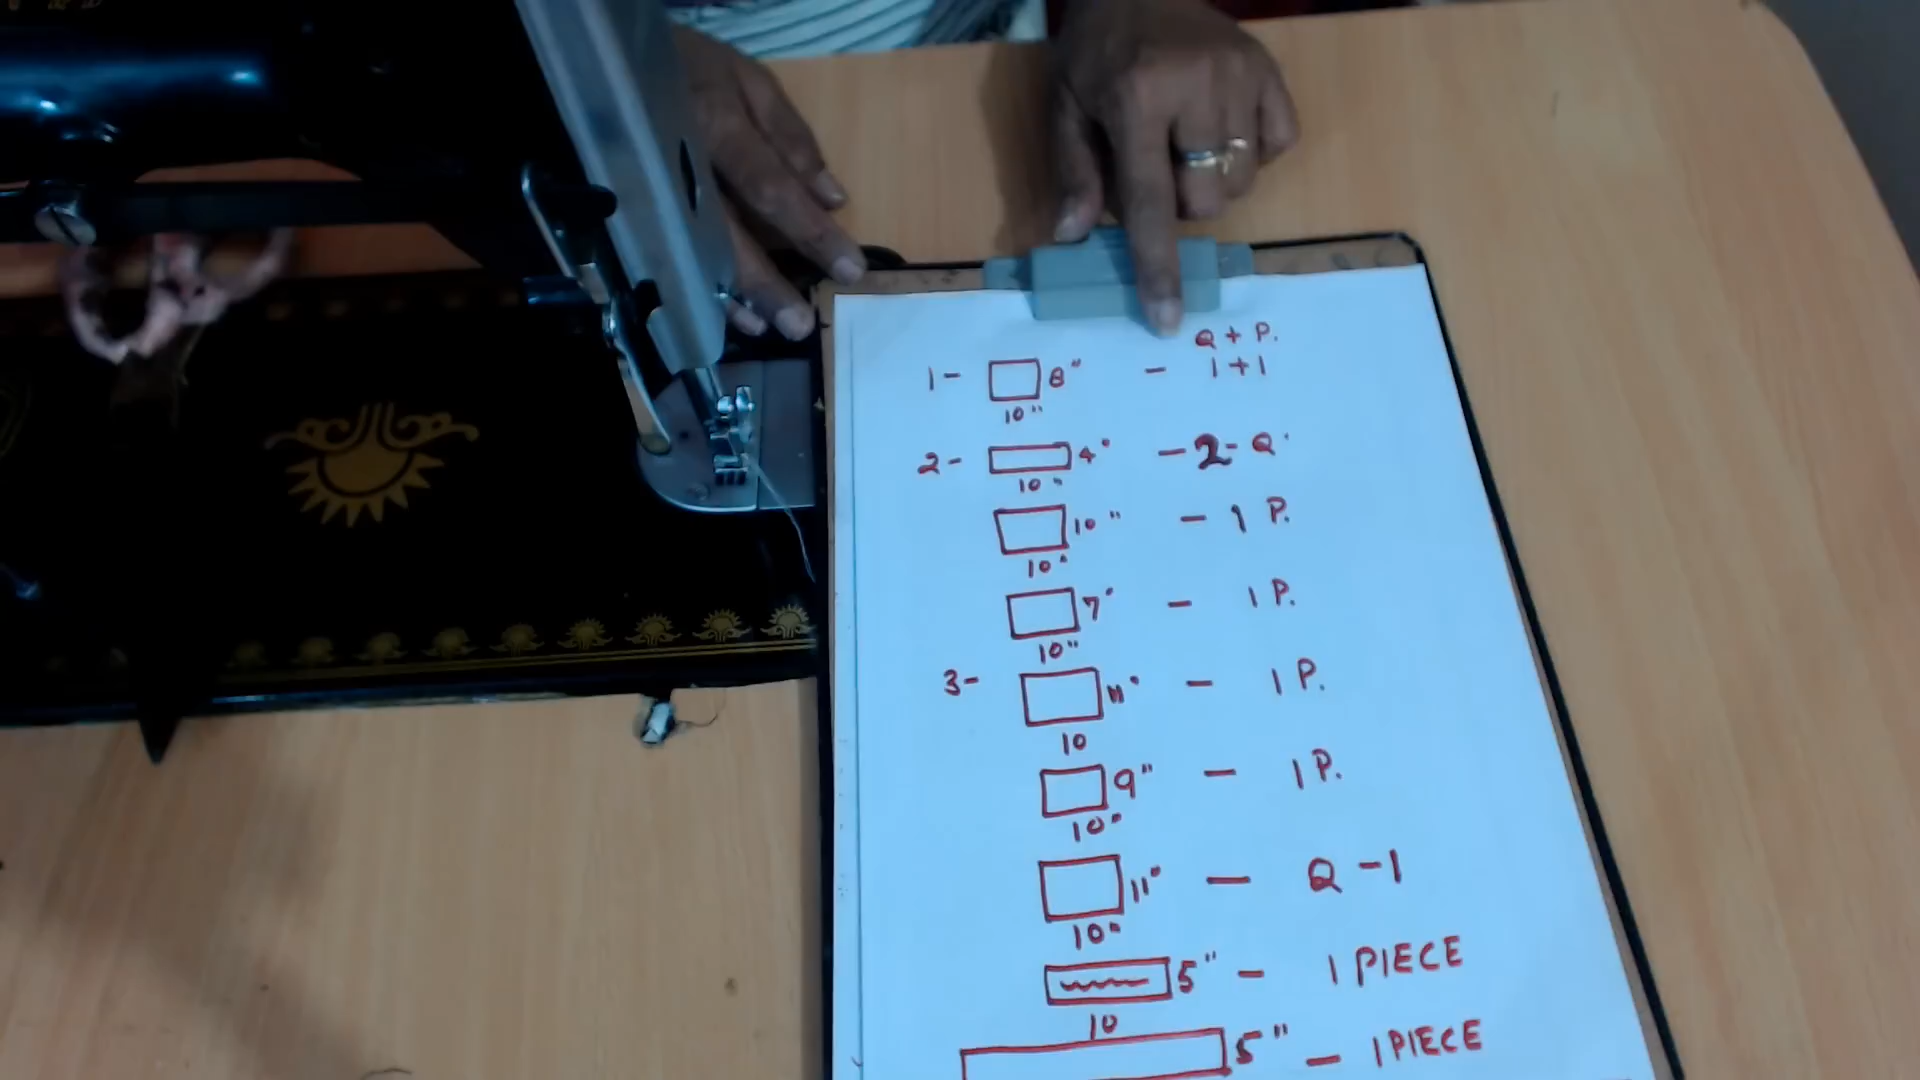 Q + P.
1 - 8" - 1 + 1
10"
2 - 4" - 2 - Q
10"
10" - 1 P.
10"
7" - 1 P.
10"
3 - 11" - 1 P.
10
9" - 1 P.
10"
11" - Q - 1
10"
5" - 1 PIECE
10
5" - 1 PIECE